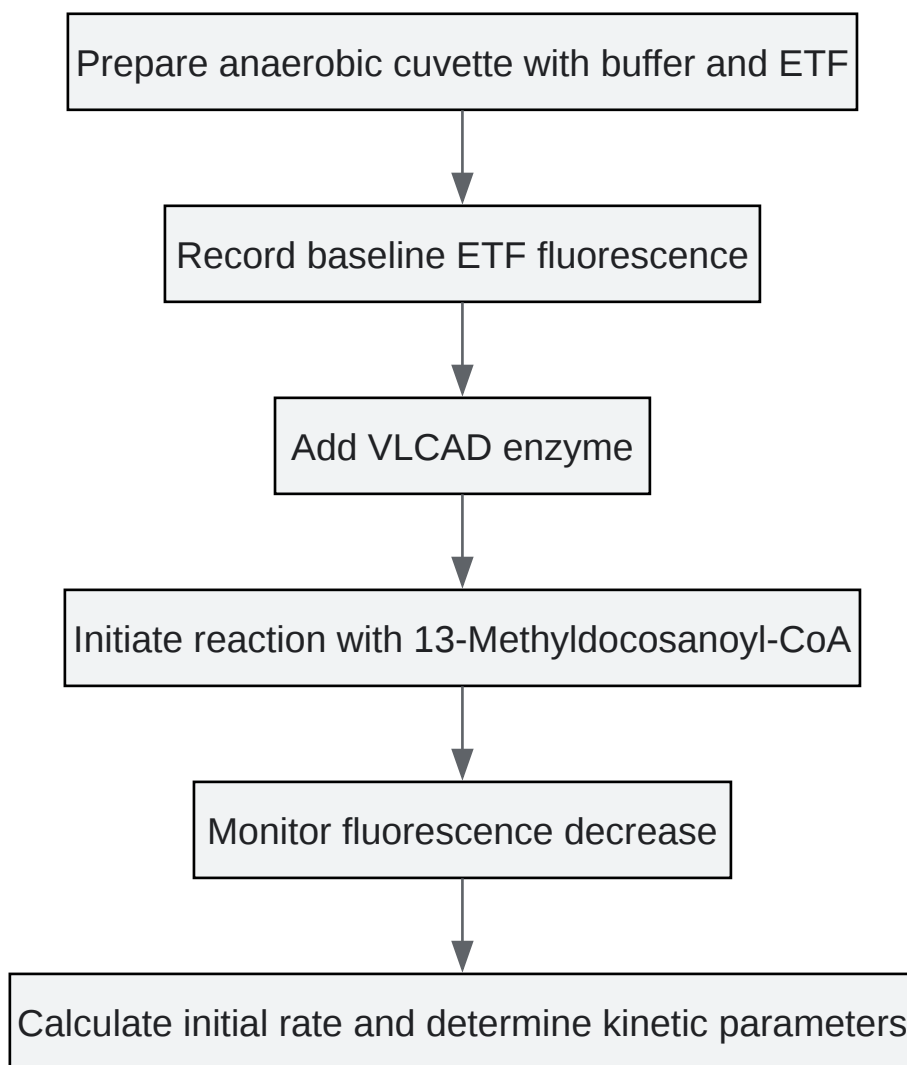 Prepare anaerobic cuvette with buffer and ETF
Record baseline ETF fluorescence
Add VLCAD enzyme
Initiate reaction with 13-Methyldocosanoyl-CoA
Monitor fluorescence decrease
Calculate initial rate and determine kinetic parameters